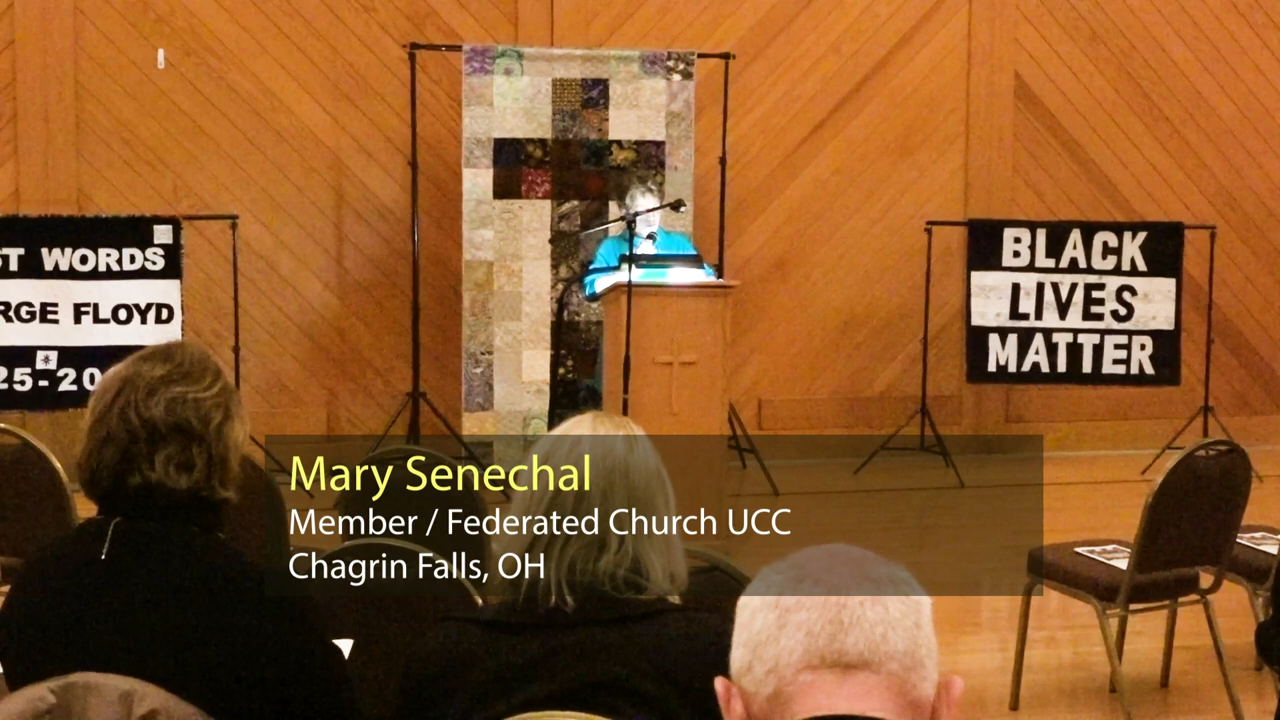 ST WORDS
RGE FLOYD
25-20
BLACK
LIVES
MATTER
Mary Senechal
Member / Federated Church UCC
Chagrin Falls, OH